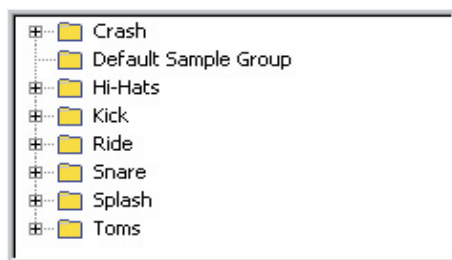 Crash
Default Sample Group
Hi-Hats
Kick
Ride
Snare
Splash
Toms